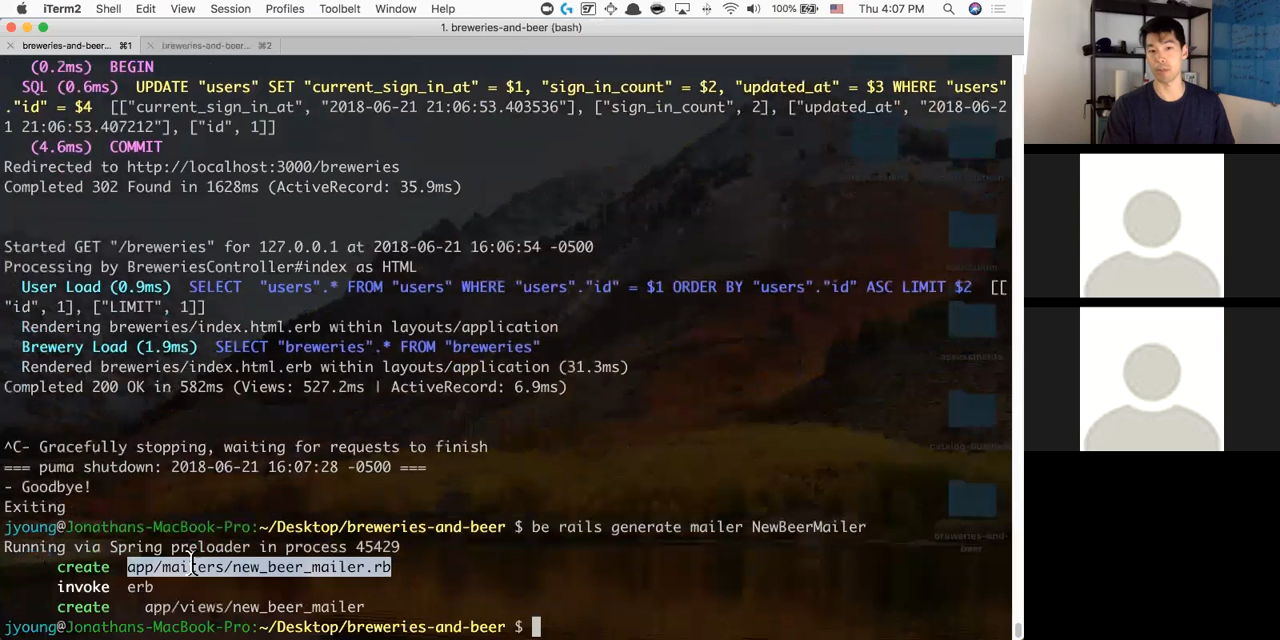 iTerm2 Shell Edit View Session Profiles Toolbelt Window Help 100% Thu 4:07 PM
1. breweries-and-beer (bash)
breweries-and-beer... ⌘1 breweries-and-beer... ⌘2
(0.2ms) BEGIN
SQL (0.6ms) UPDATE "users" SET "current_sign_in_at" = $1, "sign_in_count" = $2, "updated_at" = $3 WHERE "users"
."id" = $4 [["current_sign_in_at", "2018-06-21 21:06:53.403536"], ["sign_in_count", 2], ["updated_at", "2018-06-2
1 21:06:53.407212"], ["id", 1]]
(4.6ms) COMMIT
Redirected to http://localhost:3000/breweries
Completed 302 Found in 1628ms (ActiveRecord: 35.9ms)
Started GET "/breweries" for 127.0.0.1 at 2018-06-21 16:06:54 -0500
Processing by BreweriesController#index as HTML
User Load (0.9ms) SELECT "users".* FROM "users" WHERE "users"."id" = $1 ORDER BY "users"."id" ASC LIMIT $2 [[
"id", 1], ["LIMIT", 1]]
Rendering breweries/index.html.erb within layouts/application
Brewery Load (1.9ms) SELECT "breweries".* FROM "breweries"
Rendered breweries/index.html.erb within layouts/application (31.3ms)
Completed 200 OK in 582ms (Views: 527.2ms | ActiveRecord: 6.9ms)
^C- Gracefully stopping, waiting for requests to finish
=== puma shutdown: 2018-06-21 16:07:28 -0500 ===
- Goodbye!
Exiting
jyoung@Jonathans-MacBook-Pro:~/Desktop/breweries-and-beer $ be rails generate mailer NewBeerMailer
Running via Spring preloader in process 45429
create app/mailers/new_beer_mailer.rb
invoke erb
create app/views/new_beer_mailer
jyoung@Jonathans-MacBook-Pro:~/Desktop/breweries-and-beer $